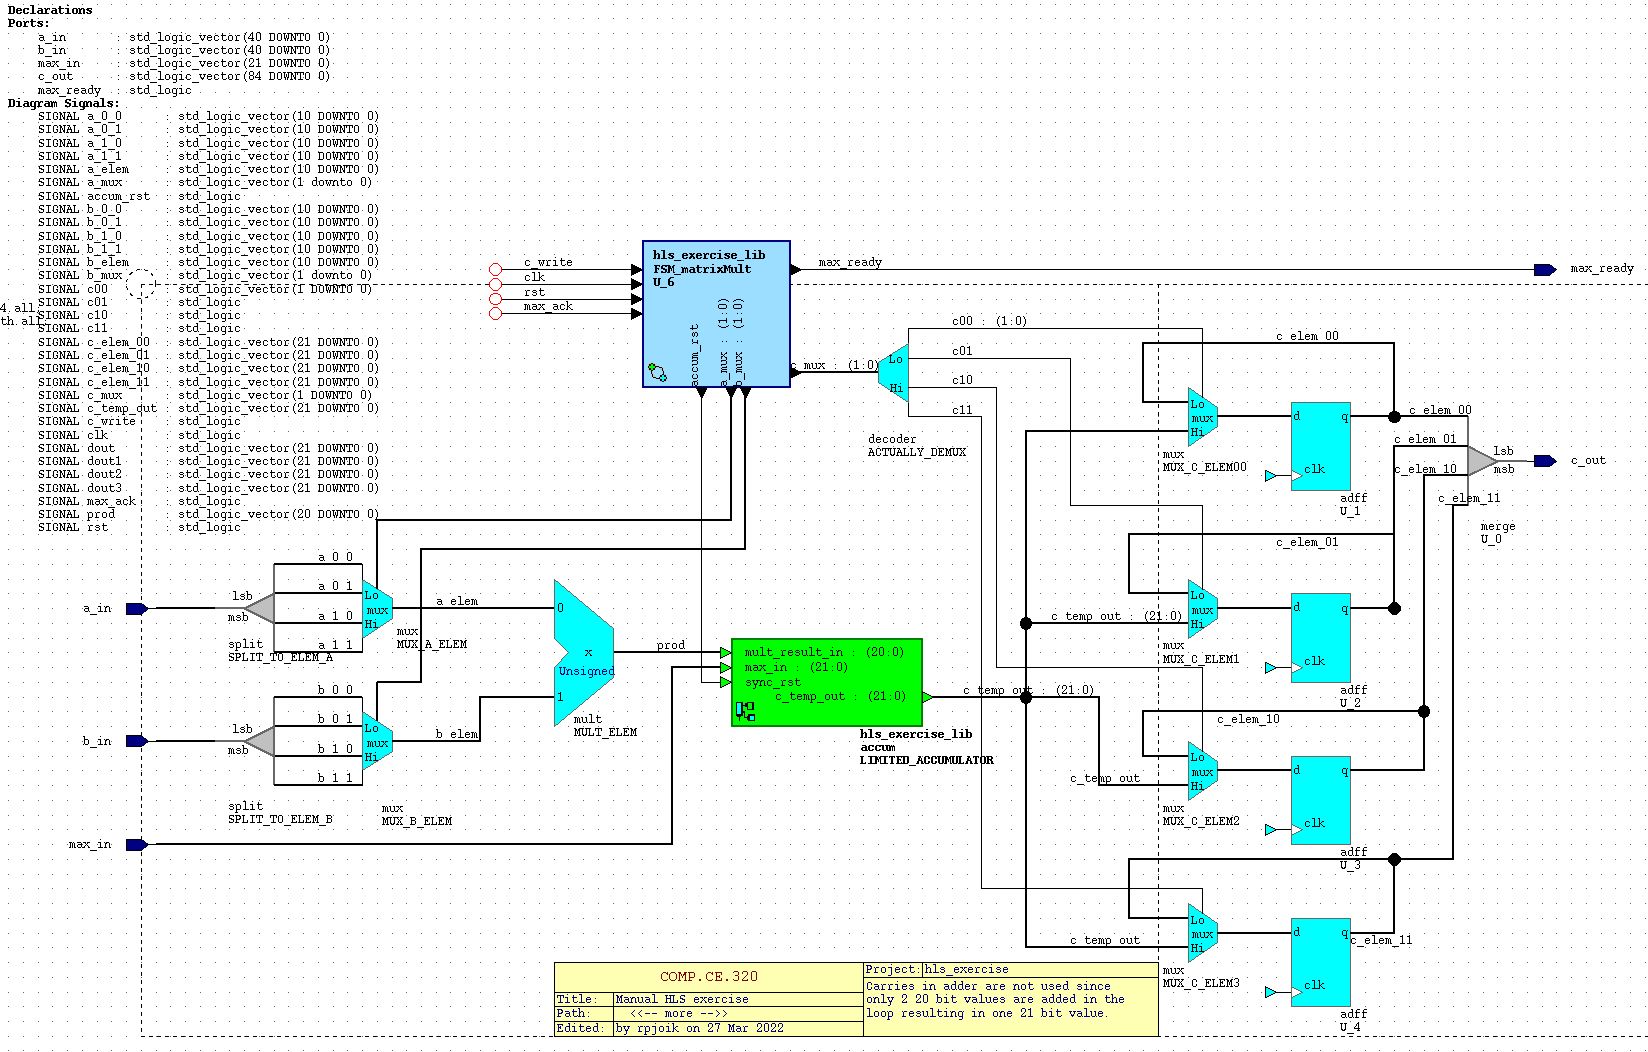 Declarations
Ports:
a_in : std_logic_vector(40 DOWNTO 0)
b_in : std_logic_vector(40 DOWNTO 0)
max_in : std_logic_vector(21 DOWNTO 0)
c_out : std_logic_vector(84 DOWNTO 0)
max_ready : std_logic
Diagram Signals:
SIGNAL a_0_0 : std_logic_vector(10 DOWNTO 0)
SIGNAL a_0_1 : std_logic_vector(10 DOWNTO 0)
SIGNAL a_1_0 : std_logic_vector(10 DOWNTO 0)
SIGNAL a_1_1 : std_logic_vector(10 DOWNTO 0)
SIGNAL a_elem : std_logic_vector(10 DOWNTO 0)
SIGNAL a_mux : std_logic_vector(1 downto 0)
SIGNAL accum_rst : std_logic
SIGNAL b_0_0 : std_logic_vector(10 DOWNTO 0)
SIGNAL b_0_1 : std_logic_vector(10 DOWNTO 0)
SIGNAL b_1_0 : std_logic_vector(10 DOWNTO 0)
SIGNAL b_1_1 : std_logic_vector(10 DOWNTO 0)
SIGNAL b_elem : std_logic_vector(10 DOWNTO 0)
SIGNAL b_mux : std_logic_vector(1 downto 0)
SIGNAL c00 : std_logic_vector(1 DOWNTO 0)
SIGNAL c01 : std_logic
SIGNAL c10 : std_logic
SIGNAL c11 : std_logic
SIGNAL c_elem_00 : std_logic_vector(21 DOWNTO 0)
SIGNAL c_elem_01 : std_logic_vector(21 DOWNTO 0)
SIGNAL c_elem_10 : std_logic_vector(21 DOWNTO 0)
SIGNAL c_elem_11 : std_logic_vector(21 DOWNTO 0)
SIGNAL c_mux : std_logic_vector(1 DOWNTO 0)
SIGNAL c_temp_out : std_logic_vector(21 DOWNTO 0)
SIGNAL c_write : std_logic
SIGNAL clk : std_logic
SIGNAL dout : std_logic_vector(21 DOWNTO 0)
SIGNAL dout1 : std_logic_vector(21 DOWNTO 0)
SIGNAL dout2 : std_logic_vector(21 DOWNTO 0)
SIGNAL dout3 : std_logic_vector(21 DOWNTO 0)
SIGNAL max_ack : std_logic
SIGNAL prod : std_logic_vector(20 DOWNTO 0)
SIGNAL rst : std_logic
4.all
th.all
c_write
clk
rst
max_ack
hls_exercise_lib
FSM_matrixMult
U_6
accum_rst
a_mux : (1:0)
b_mux : (1:0)
max_ready
max_ready
c_mux : (1:0)
Lo
Hi
decoder
ACTUALLY_DEMUX
c00 : (1:0)
c01
c10
c11
c_elem_00
Lo
mux
Hi
mux
MUX_C_ELEM00
d
q
clk
adff
U_1
c_elem_00
c_elem_01
c_elem_10
c_elem_11
lsb
msb
merge
U_0
c_out
c_elem_01
c_temp_out : (21:0)
Lo
mux
Hi
mux
MUX_C_ELEM1
d
q
clk
adff
U_2
a_in
lsb
msb
split
SPLIT_TO_ELEM_A
a_0_0
a_0_1
a_1_0
a_1_1
Lo
mux
Hi
mux
MUX_A_ELEM
a_elem
b_in
lsb
msb
split
SPLIT_TO_ELEM_B
b_0_0
b_0_1
b_1_0
b_1_1
Lo
mux
Hi
mux
MUX_B_ELEM
b_elem
0
x
Unsigned
1
mult
MULT_ELEM
prod
mult_result_in : (20:0)
max_in : (21:0)
sync_rst
c_temp_out : (21:0)
hls_exercise_lib
accum
LIMITED_ACCUMULATOR
c_temp_out : (21:0)
c_elem_10
c_temp_out
Lo
mux
Hi
mux
MUX_C_ELEM2
d
q
clk
adff
U_3
max_in
c_temp_out
Lo
mux
Hi
mux
MUX_C_ELEM3
d
q
c_elem_11
clk
adff
U_4
COMP.CE.320
Title: Manual HLS exercise
Path: <<-- more -->>
Edited: by rpjoik on 27 Mar 2022
Project: hls_exercise
Carries in adder are not used since
only 2 20 bit values are added in the
loop resulting in one 21 bit value.